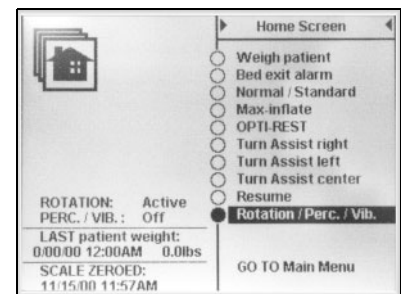 Home Screen
Weigh patient
Bed exit alarm
Normal / Standard
Max-inflate
OPTI-REST
Turn Assist right
Turn Assist left
Turn Assist center
Resume
Rotation / Perc. / Vib.
GO TO Main Menu
ROTATION: Active
PERC. / VIB. : Off
LAST patient weight:
0/00/00 12:00AM 0.0lbs
SCALE ZEROED:
11/15/00 11:57AM